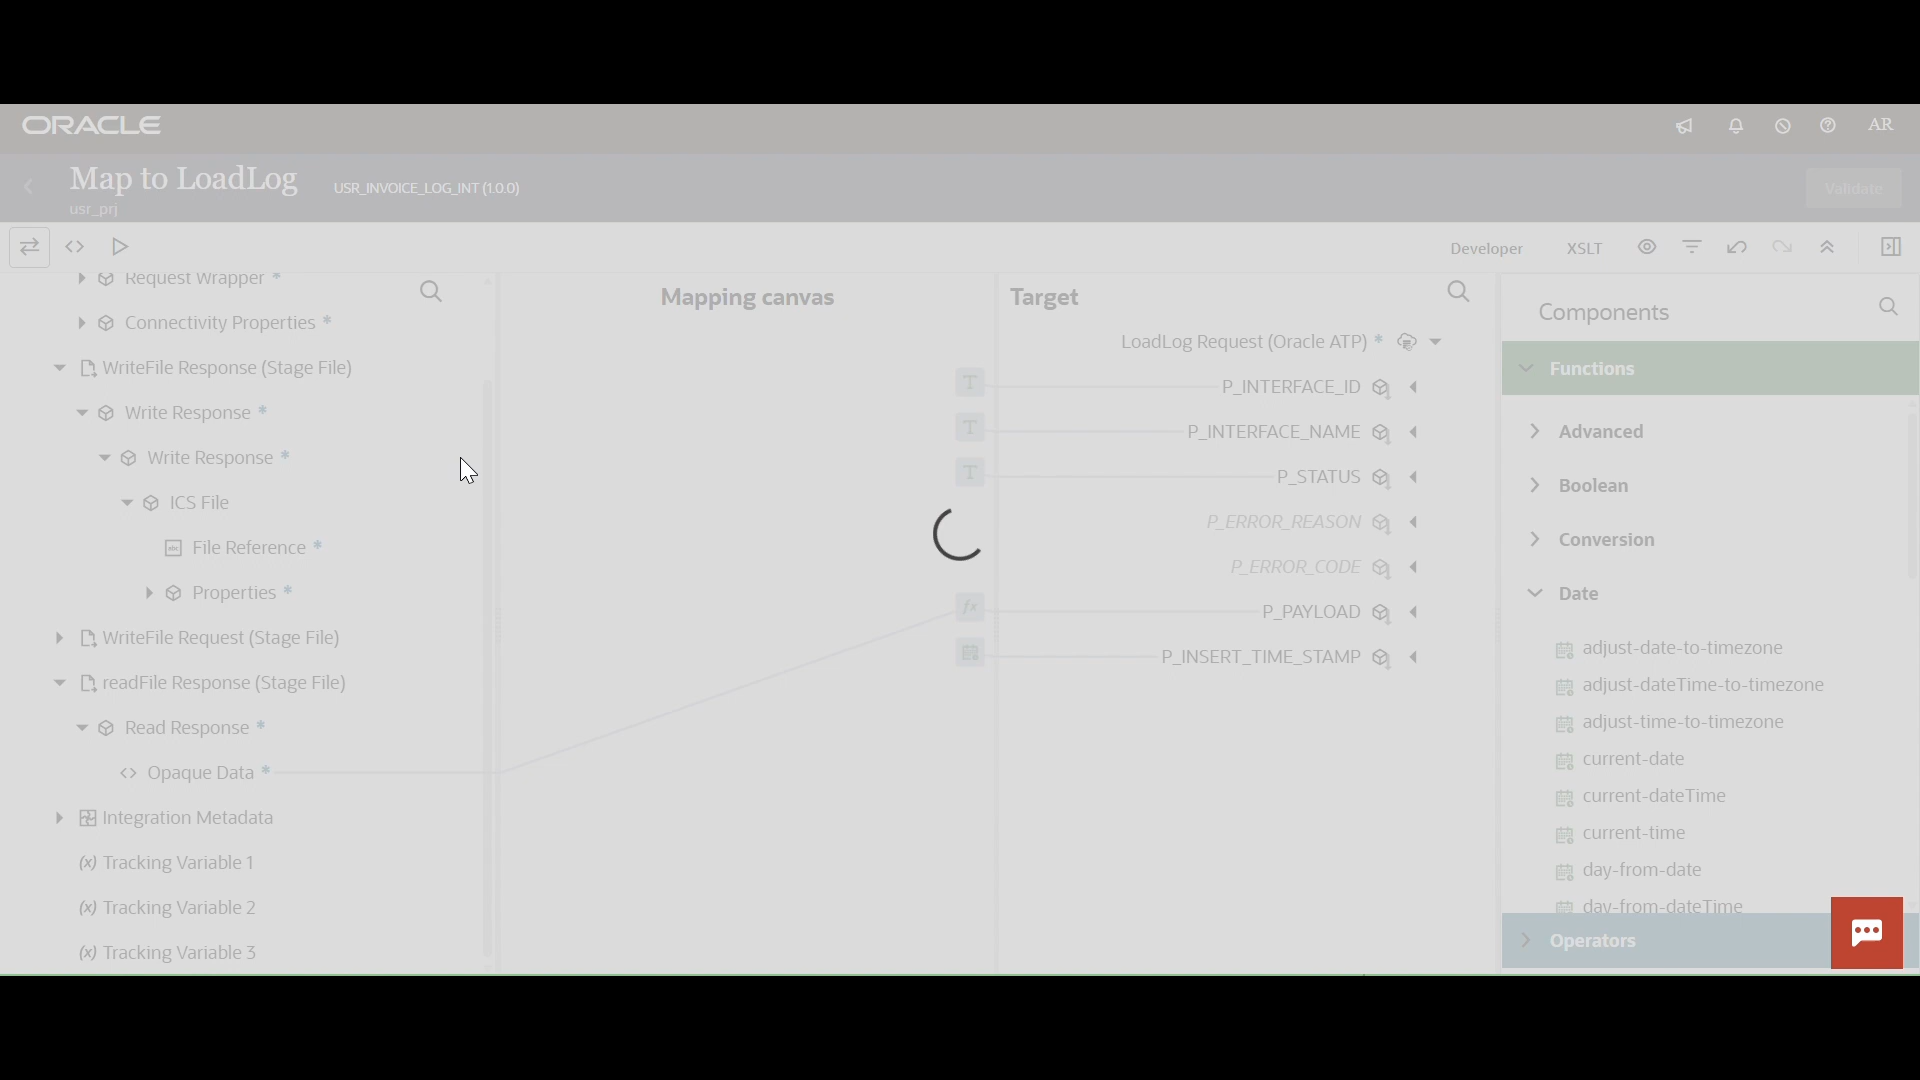 ORACLE
AR
Map to LoadLog
USR_INVOICE_LOG_INT (1.0.0)
usr_prj
Validate
Developer
XSLT
Request Wrapper *
Connectivity Properties *
WriteFile Response (Stage File)
Write Response *
Write Response *
ICS File
File Reference *
Properties *
WriteFile Request (Stage File)
readFile Response (Stage File)
Read Response *
Opaque Data *
Integration Metadata
(x) Tracking Variable 1
(x) Tracking Variable 2
(x) Tracking Variable 3
Mapping canvas
T
T
T
fx
Target
LoadLog Request (Oracle ATP) *
P_INTERFACE_ID
P_INTERFACE_NAME
P_STATUS
P_ERROR_REASON
P_ERROR_CODE
P_PAYLOAD
P_INSERT_TIME_STAMP
Components
Functions
Advanced
Boolean
Conversion
Date
adjust-date-to-timezone
adjust-dateTime-to-timezone
adjust-time-to-timezone
current-date
current-dateTime
current-time
day-from-date
day-from-dateTime
Operators